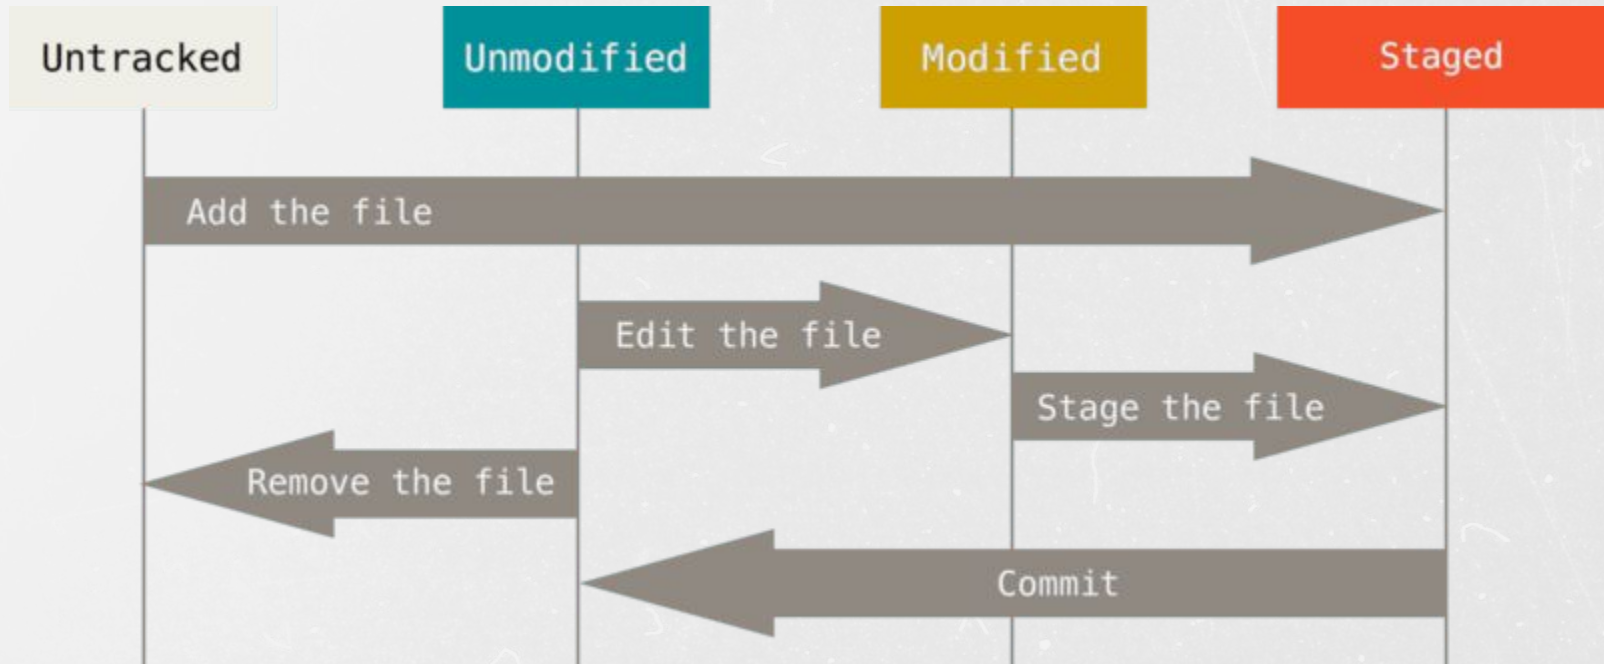 Untracked
Unmodified
Modified
Staged
Add the file
Edit the file
Stage the file
Remove the file
Commit